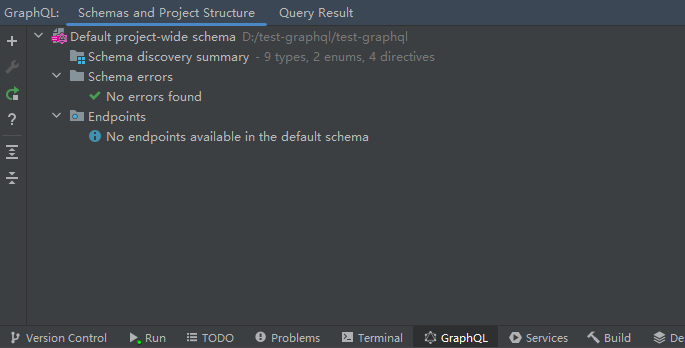 GraphQL: Schemas and Project Structure Query Result
Default project-wide schema D:/test-graphql/test-graphql
Schema discovery summary - 9 types, 2 enums, 4 directives
Schema errors
No errors found
Endpoints
No endpoints available in the default schema
Version Control Run TODO Problems Terminal GraphQL Services Build De